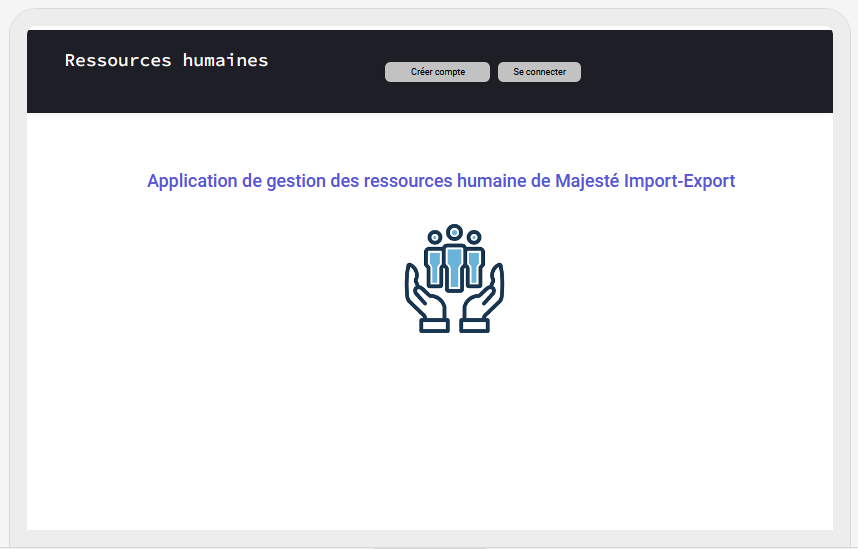 Ressources humaines
Créer compte
Se connecter
Application de gestion des ressources humaine de Majesté Import-Export